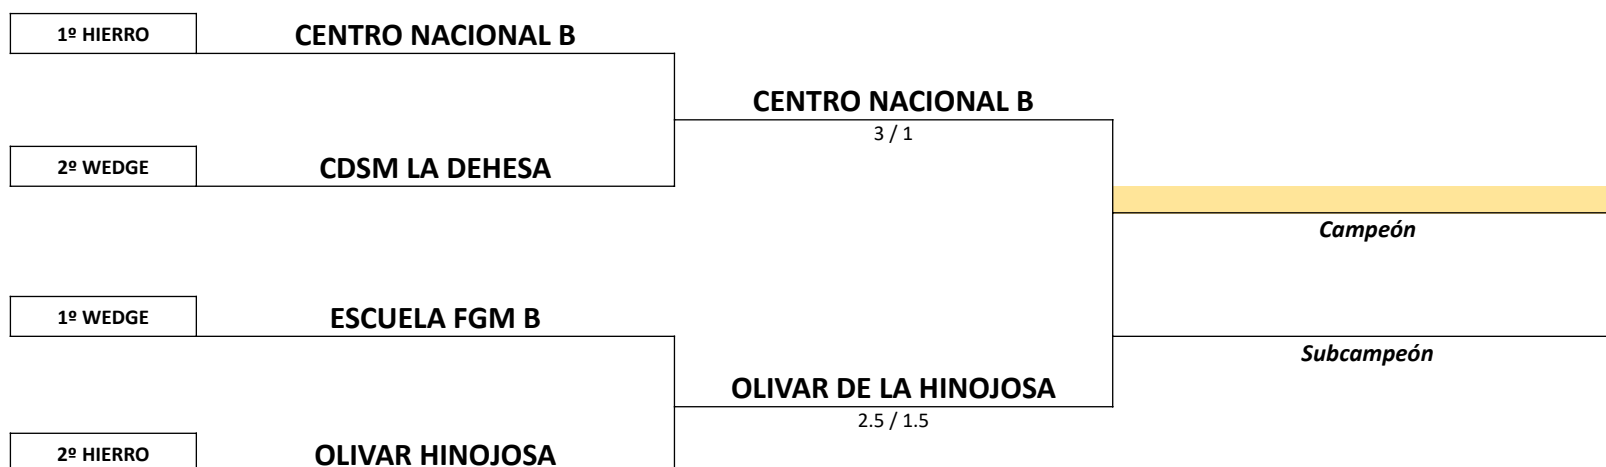 1º HIERRO CENTRO NACIONAL B
CENTRO NACIONAL B
3 / 1
2º WEDGE CDSM LA DEHESA
Campeón
1º WEDGE ESCUELA FGM B
Subcampeón
OLIVAR DE LA HINOJOSA
2.5 / 1.5
2º HIERRO OLIVAR HINOJOSA